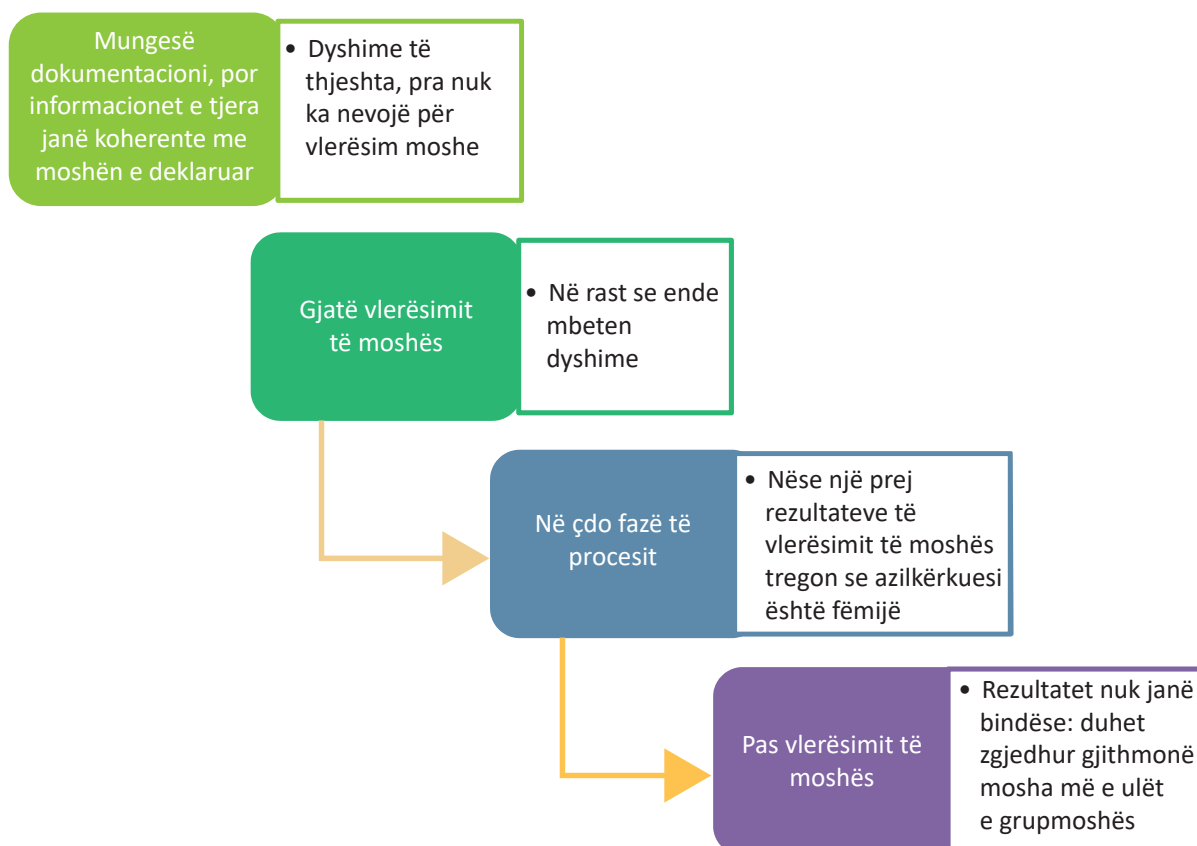 Mungesë
dokumentacioni, por
informacionet e tjera
janë koherente me
moshën e deklaruar
• Dyshime të
thjeshta, pra nuk
ka nevojë për
vlerësim moshe
Gjatë vlerësimit
të moshës
• Në rast se ende
mbeten
dyshime
Në çdo fazë të
procesit
• Nëse një prej
rezultateve të
vlerësimit të moshës
tregon se azilkërkuesi
është fëmijë
Pas vlerësimit të
moshës
• Rezultatet nuk janë
bindëse: duhet
zgjedhur gjithmonë
mosha më e ulët
e grupmoshës